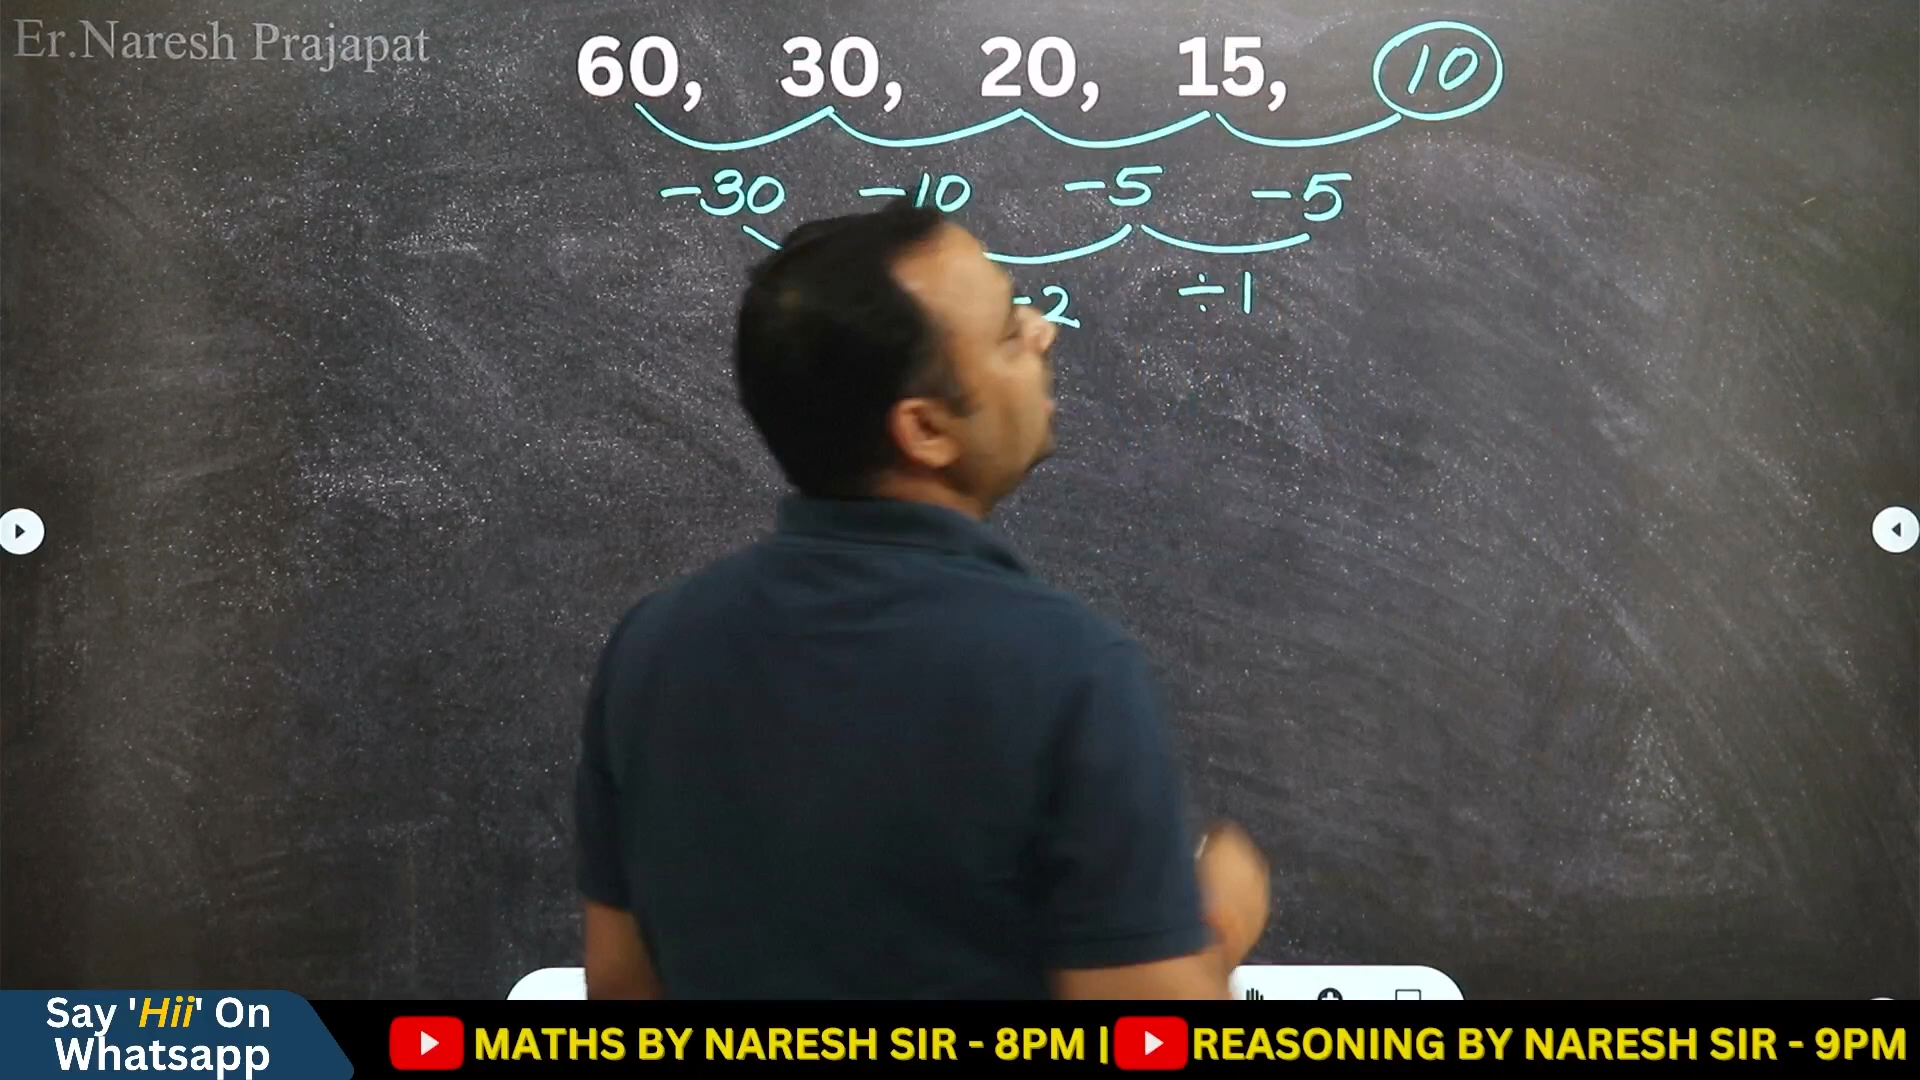 Er.Naresh Prajapat
60, 30, 20, 15, 10
-30 -10 -5 -5
2 ÷1
Say 'Hii' On
Whatsapp
MATHS BY NARESH SIR - 8PM | REASONING BY NARESH SIR - 9PM